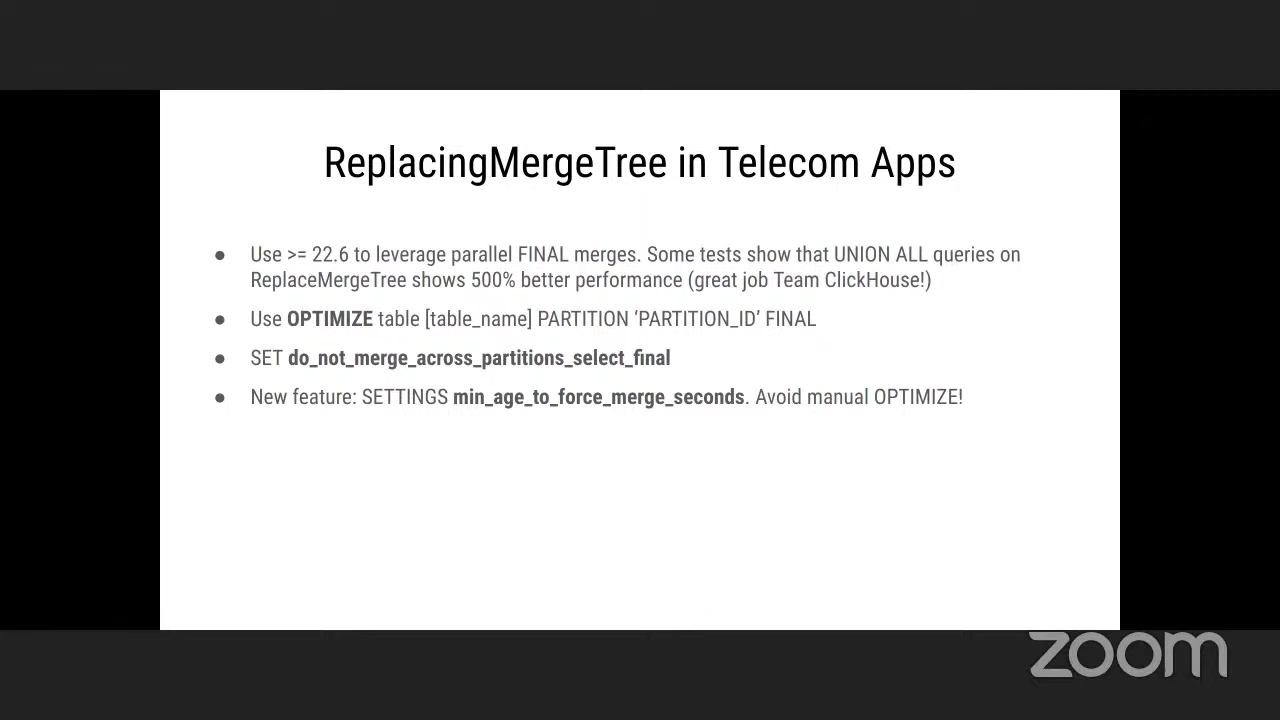 ReplacingMergeTree in Telecom Apps
● Use >= 22.6 to leverage parallel FINAL merges. Some tests show that UNION ALL queries on
ReplaceMergeTree shows 500% better performance (great job Team ClickHouse!)
● Use OPTIMIZE table [table_name] PARTITION ‘PARTITION_ID’ FINAL
● SET do_not_merge_across_partitions_select_final
● New feature: SETTINGS min_age_to_force_merge_seconds. Avoid manual OPTIMIZE!
zoom